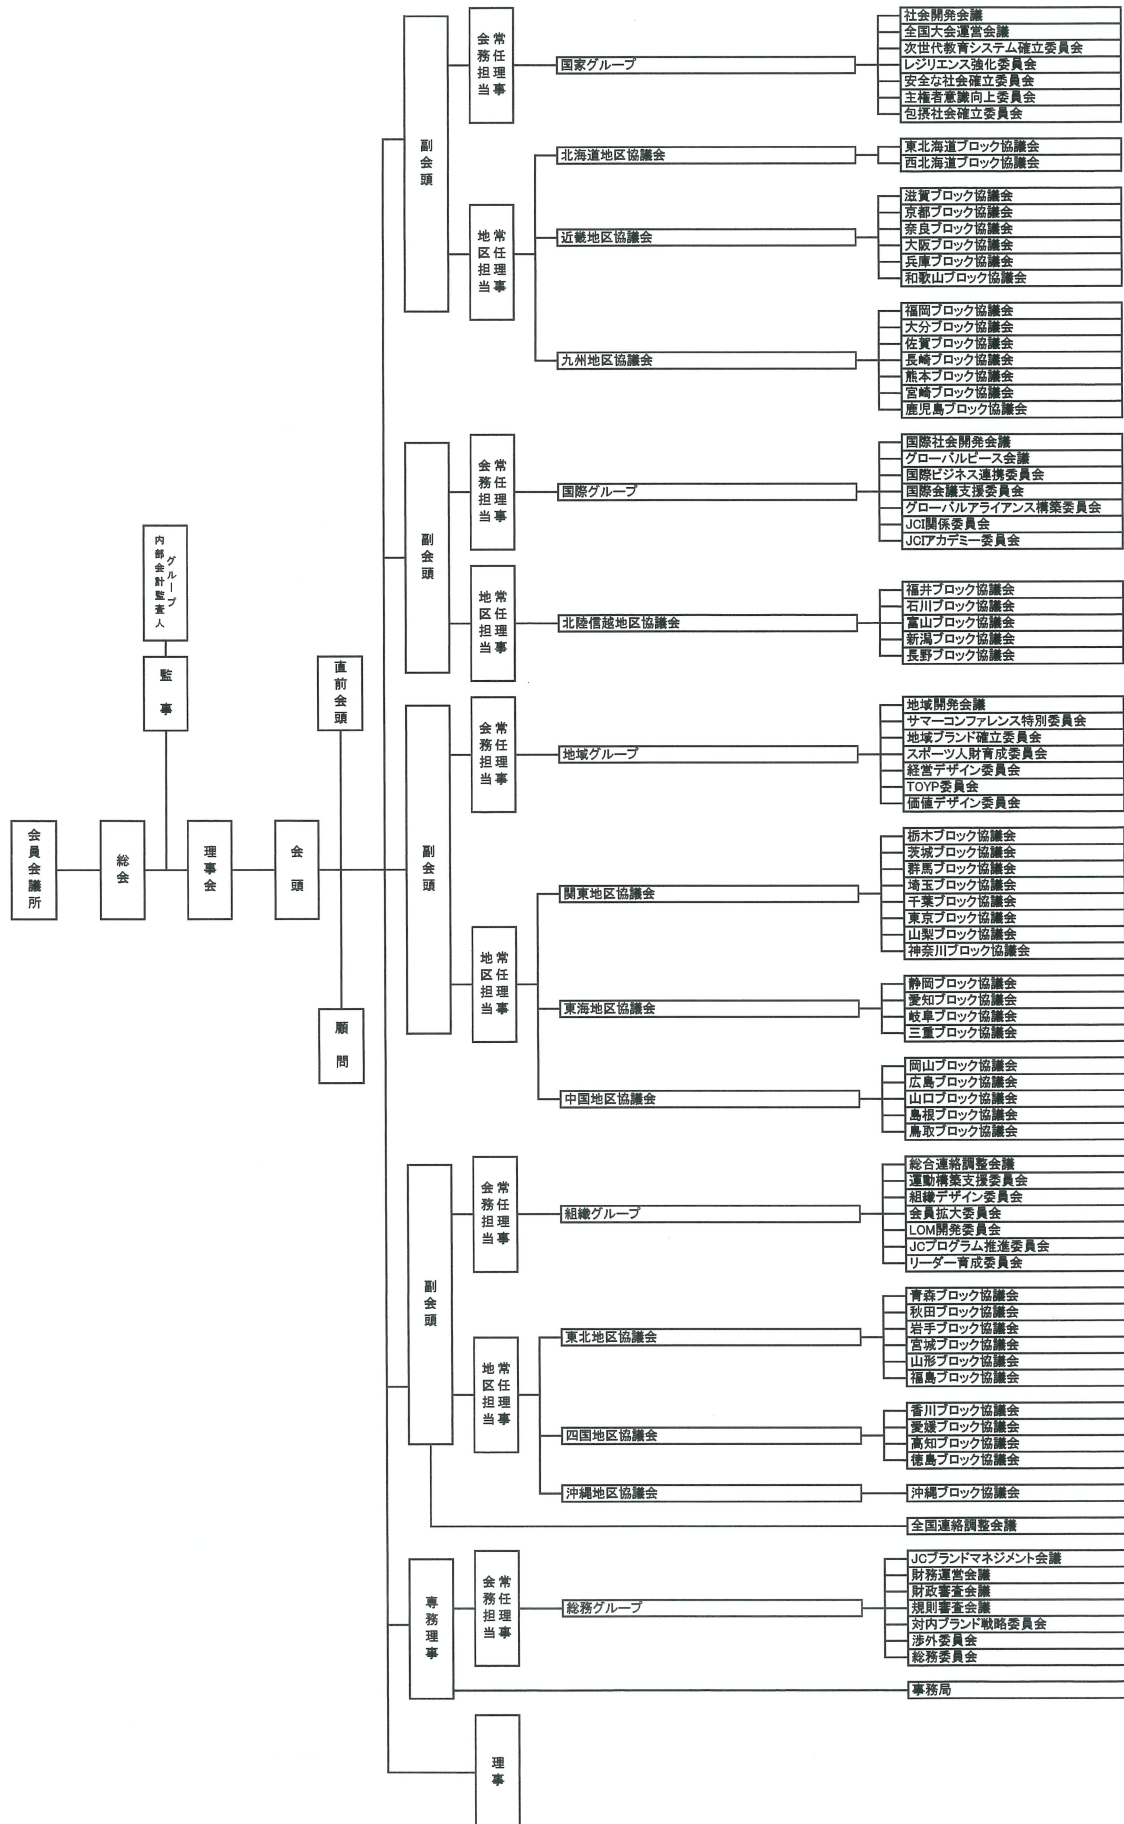 会員会議所
総会
内部会計監査人
グループ
監事
理事会
会頭
直前会頭
顧問
副会頭
常任理事
会務担当
国家グループ
社会開発会議
全国大会運営会議
次世代教育システム確立委員会
レジリエンス強化委員会
安全な社会確立委員会
主権者意識向上委員会
包摂社会確立委員会
常任理事
地区担当
北海道地区協議会
東北海道ブロック協議会
西北海道ブロック協議会
近畿地区協議会
滋賀ブロック協議会
京都ブロック協議会
奈良ブロック協議会
大阪ブロック協議会
兵庫ブロック協議会
和歌山ブロック協議会
九州地区協議会
福岡ブロック協議会
大分ブロック協議会
佐賀ブロック協議会
長崎ブロック協議会
熊本ブロック協議会
宮崎ブロック協議会
鹿児島ブロック協議会
副会頭
常任理事
会務担当
国際グループ
国際社会開発会議
グローバルピース会議
国際ビジネス連携委員会
国際会議支援委員会
グローバルアライアンス構築委員会
JCI関係委員会
JCIアカデミー委員会
常任理事
地区担当
北陸信越地区協議会
福井ブロック協議会
石川ブロック協議会
富山ブロック協議会
新潟ブロック協議会
長野ブロック協議会
副会頭
常任理事
会務担当
地域グループ
地域開発会議
サマーコンファレンス特別委員会
地域ブランド確立委員会
スポーツ人財育成委員会
経営デザイン委員会
TOYP委員会
価値デザイン委員会
常任理事
地区担当
関東地区協議会
栃木ブロック協議会
茨城ブロック協議会
群馬ブロック協議会
埼玉ブロック協議会
千葉ブロック協議会
東京ブロック協議会
山梨ブロック協議会
神奈川ブロック協議会
東海地区協議会
静岡ブロック協議会
愛知ブロック協議会
岐阜ブロック協議会
三重ブロック協議会
中国地区協議会
岡山ブロック協議会
広島ブロック協議会
山口ブロック協議会
島根ブロック協議会
鳥取ブロック協議会
副会頭
常任理事
会務担当
組織グループ
総合連絡調整会議
運動構築支援委員会
組織デザイン委員会
会員拡大委員会
LOM開発委員会
JCプログラム推進委員会
リーダー育成委員会
常任理事
地区担当
東北地区協議会
青森ブロック協議会
秋田ブロック協議会
岩手ブロック協議会
宮城ブロック協議会
山形ブロック協議会
福島ブロック協議会
四国地区協議会
香川ブロック協議会
愛媛ブロック協議会
高知ブロック協議会
徳島ブロック協議会
沖縄地区協議会
沖縄ブロック協議会
全国連絡調整会議
専務理事
常任理事
会務担当
総務グループ
JCブランドマネジメント会議
財務運営会議
財政審査会議
規則審査会議
対内ブランド戦略委員会
渉外委員会
総務委員会
事務局
理事